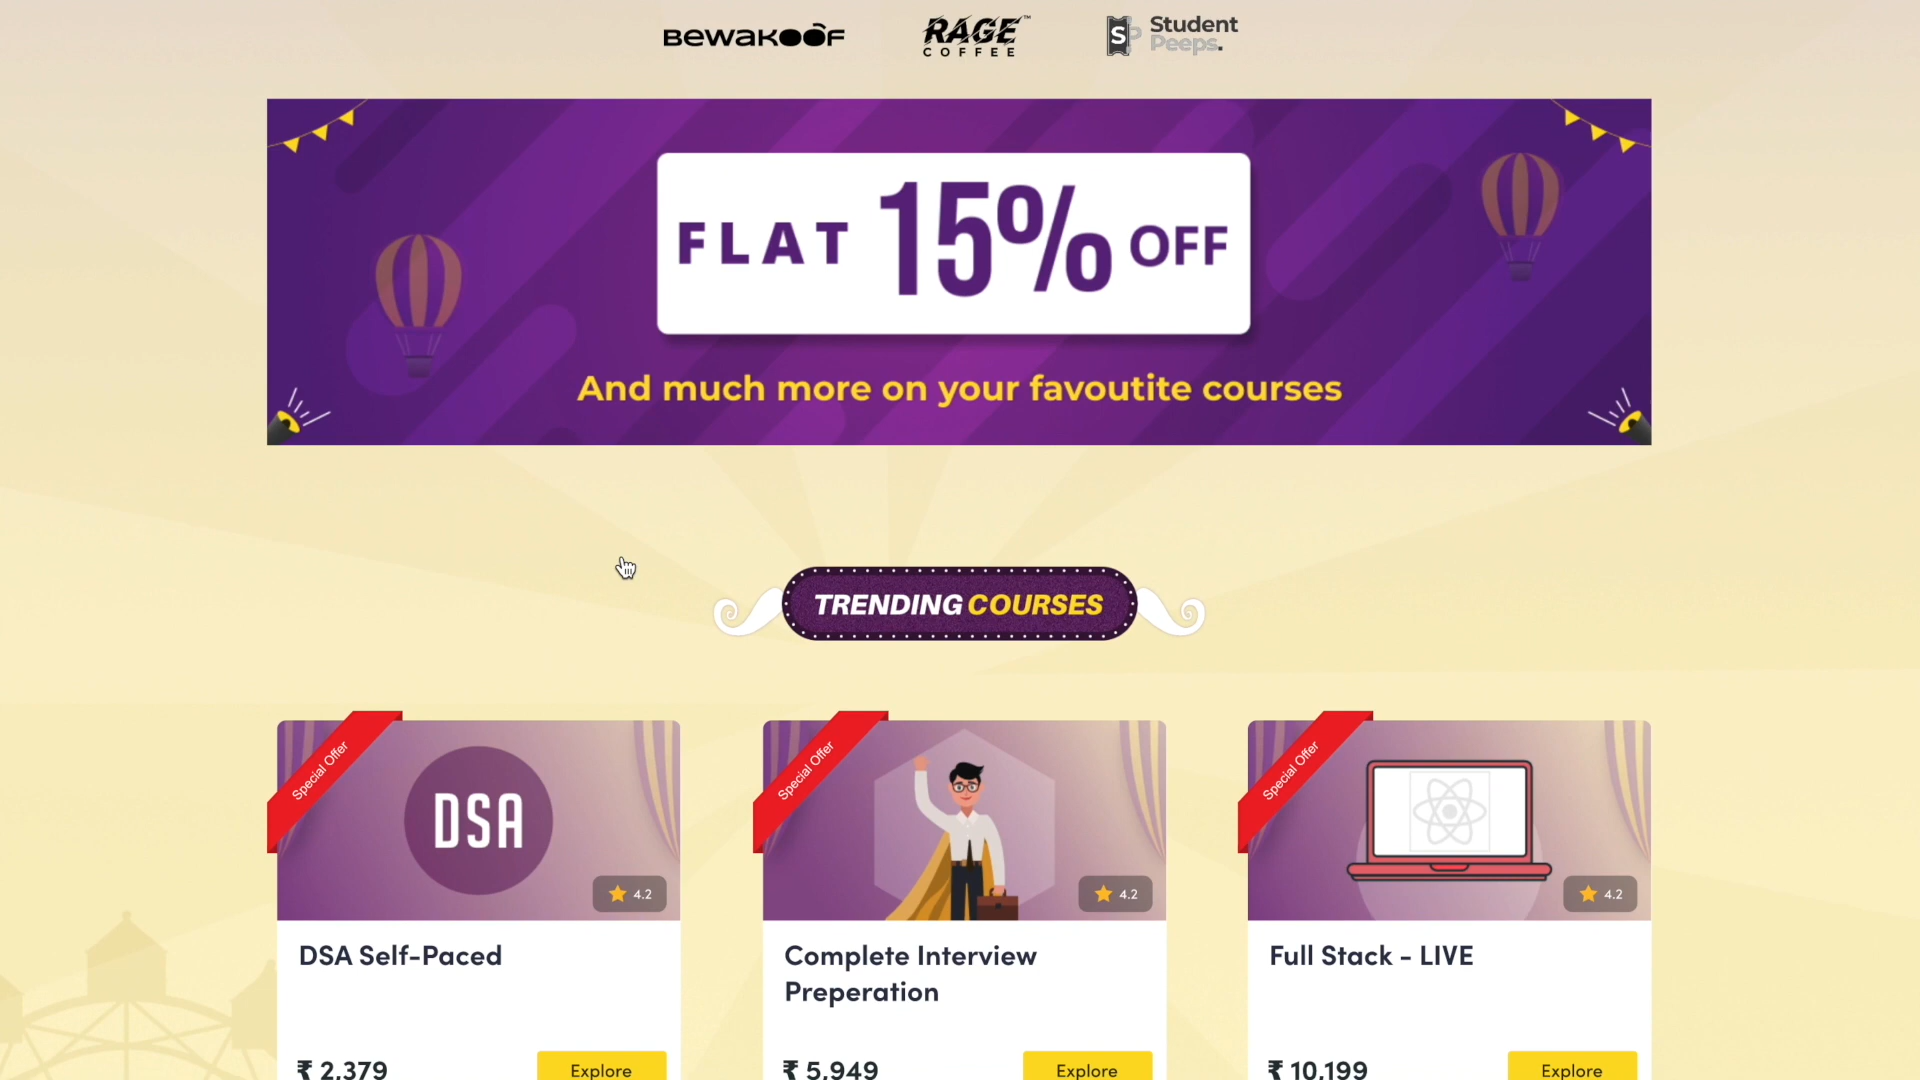 BEWAKOOF
RAGE™
COFFEE
SP
Student
Peeps.
FLAT 15% OFF
And much more on your favoutite courses
TRENDING COURSES
Special Offer
Special Offer
Special Offer
DSA
4.2
4.2
4.2
DSA Self-Paced
Complete Interview
Preperation
Full Stack - LIVE
₹ 2,379
Explore
₹ 5,949
Explore
₹ 10,199
Explore